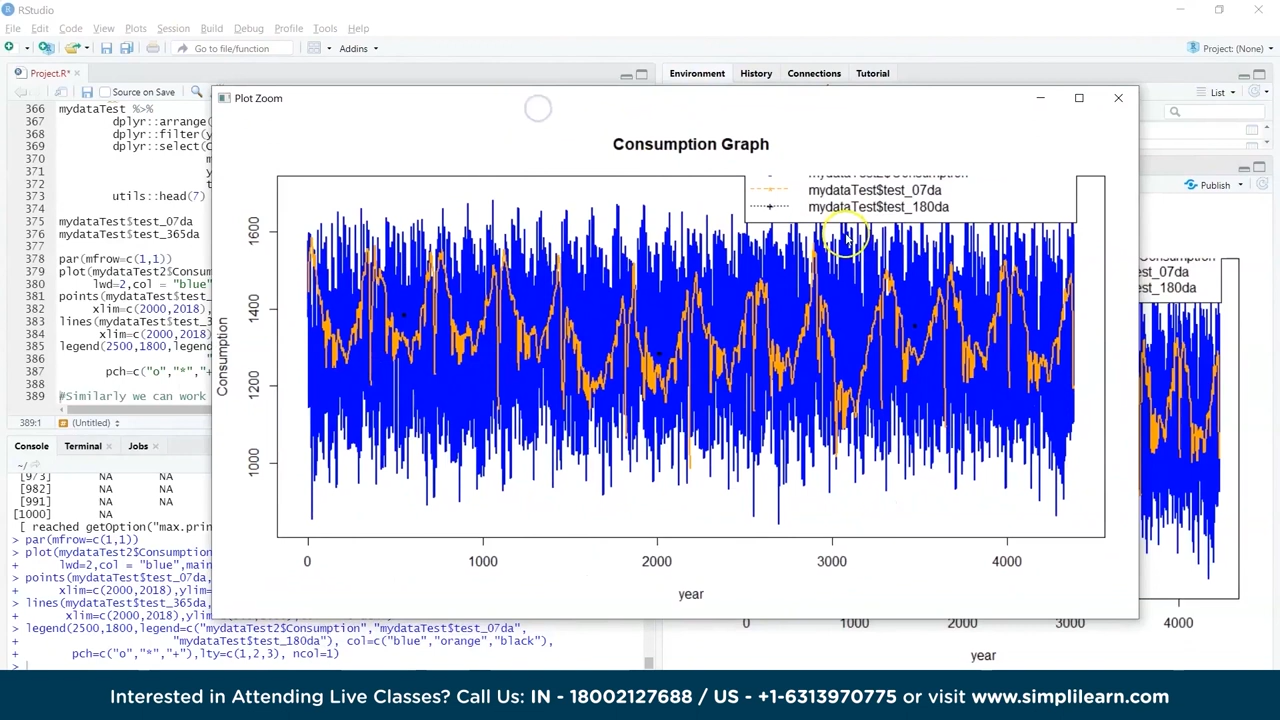 RStudio
File Edit Code View Plots Session Build Debug Profile Tools Help
Go to file/function
Addins
Project: (None)
Project.R*
Source on Save
366 mydataTest %>%
367 dplyr::arrange(
368 dplyr::filter(y
369 dplyr::select(C
370 m
371 y
372 t
373 utils::head(7)
374
375 mydataTest$test_07da
376 mydataTest$test_365da
377
378 par(mfrow=c(1,1))
379 plot(mydataTest2$Consu
380 lwd=2,col = "blue"
381 points(mydataTest$test_
382 xlim=c(2000,2018),
383 lines(mydataTest$test_3
384 xlim=c(2000,2018)
385 legend(2500,1800,legend
386 "
387 pch=c("o","*","+
388
389 #Similarly we can work
389:1 (Untitled)
Console Terminal Jobs
~/
[973] NA NA
[982] NA NA
[991] NA NA
[1000] NA
[ reached getOption("max.prin
> par(mfrow=c(1,1))
> plot(mydataTest2$Consumption
+ lwd=2,col = "blue",main
> points(mydataTest$test_07da,
+ xlim=c(2000,2018),ylim=
> lines(mydataTest$test_365da,
+ xlim=c(2000,2018),ylim=
> legend(2500,1800,legend=c("mydataTest2$Consumption","mydataTest$test_07da",
+ "mydataTest$test_180da"), col=c("blue","orange","black"),
+ pch=c("o","*","+"),lty=c(1,2,3), ncol=1)
>
Environment History Connections Tutorial
List
Publish
Plot Zoom
Consumption Graph
mydataTest2$Consumption
mydataTest$test_07da
mydataTest$test_180da
Consumption
1600
1400
1200
1000
0 1000 2000 3000 4000
year
Consumption
est_07da
est_180da
0 1000 2000 3000 4000
year
Interested in Attending Live Classes? Call Us: IN - 18002127688 / US - +1-6313970775 or visit www.simplilearn.com